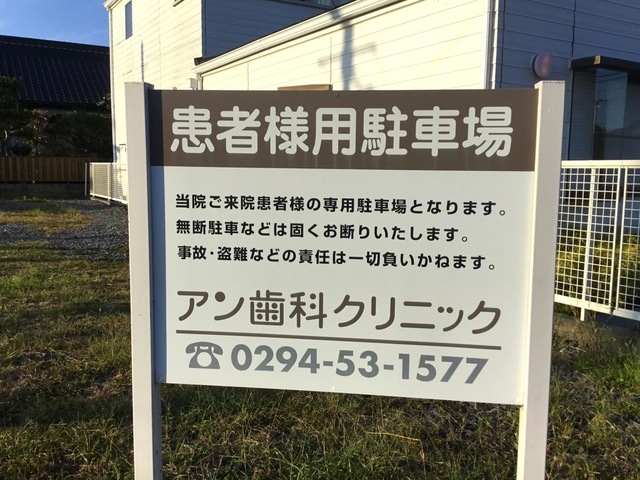 患者様用駐車場
当院ご来院患者様の専用駐車場となります。
無断駐車などは固くお断りいたします。
事故・盗難などの責任は一切負いかねます。
アン歯科クリニック
☎0294-53-1577